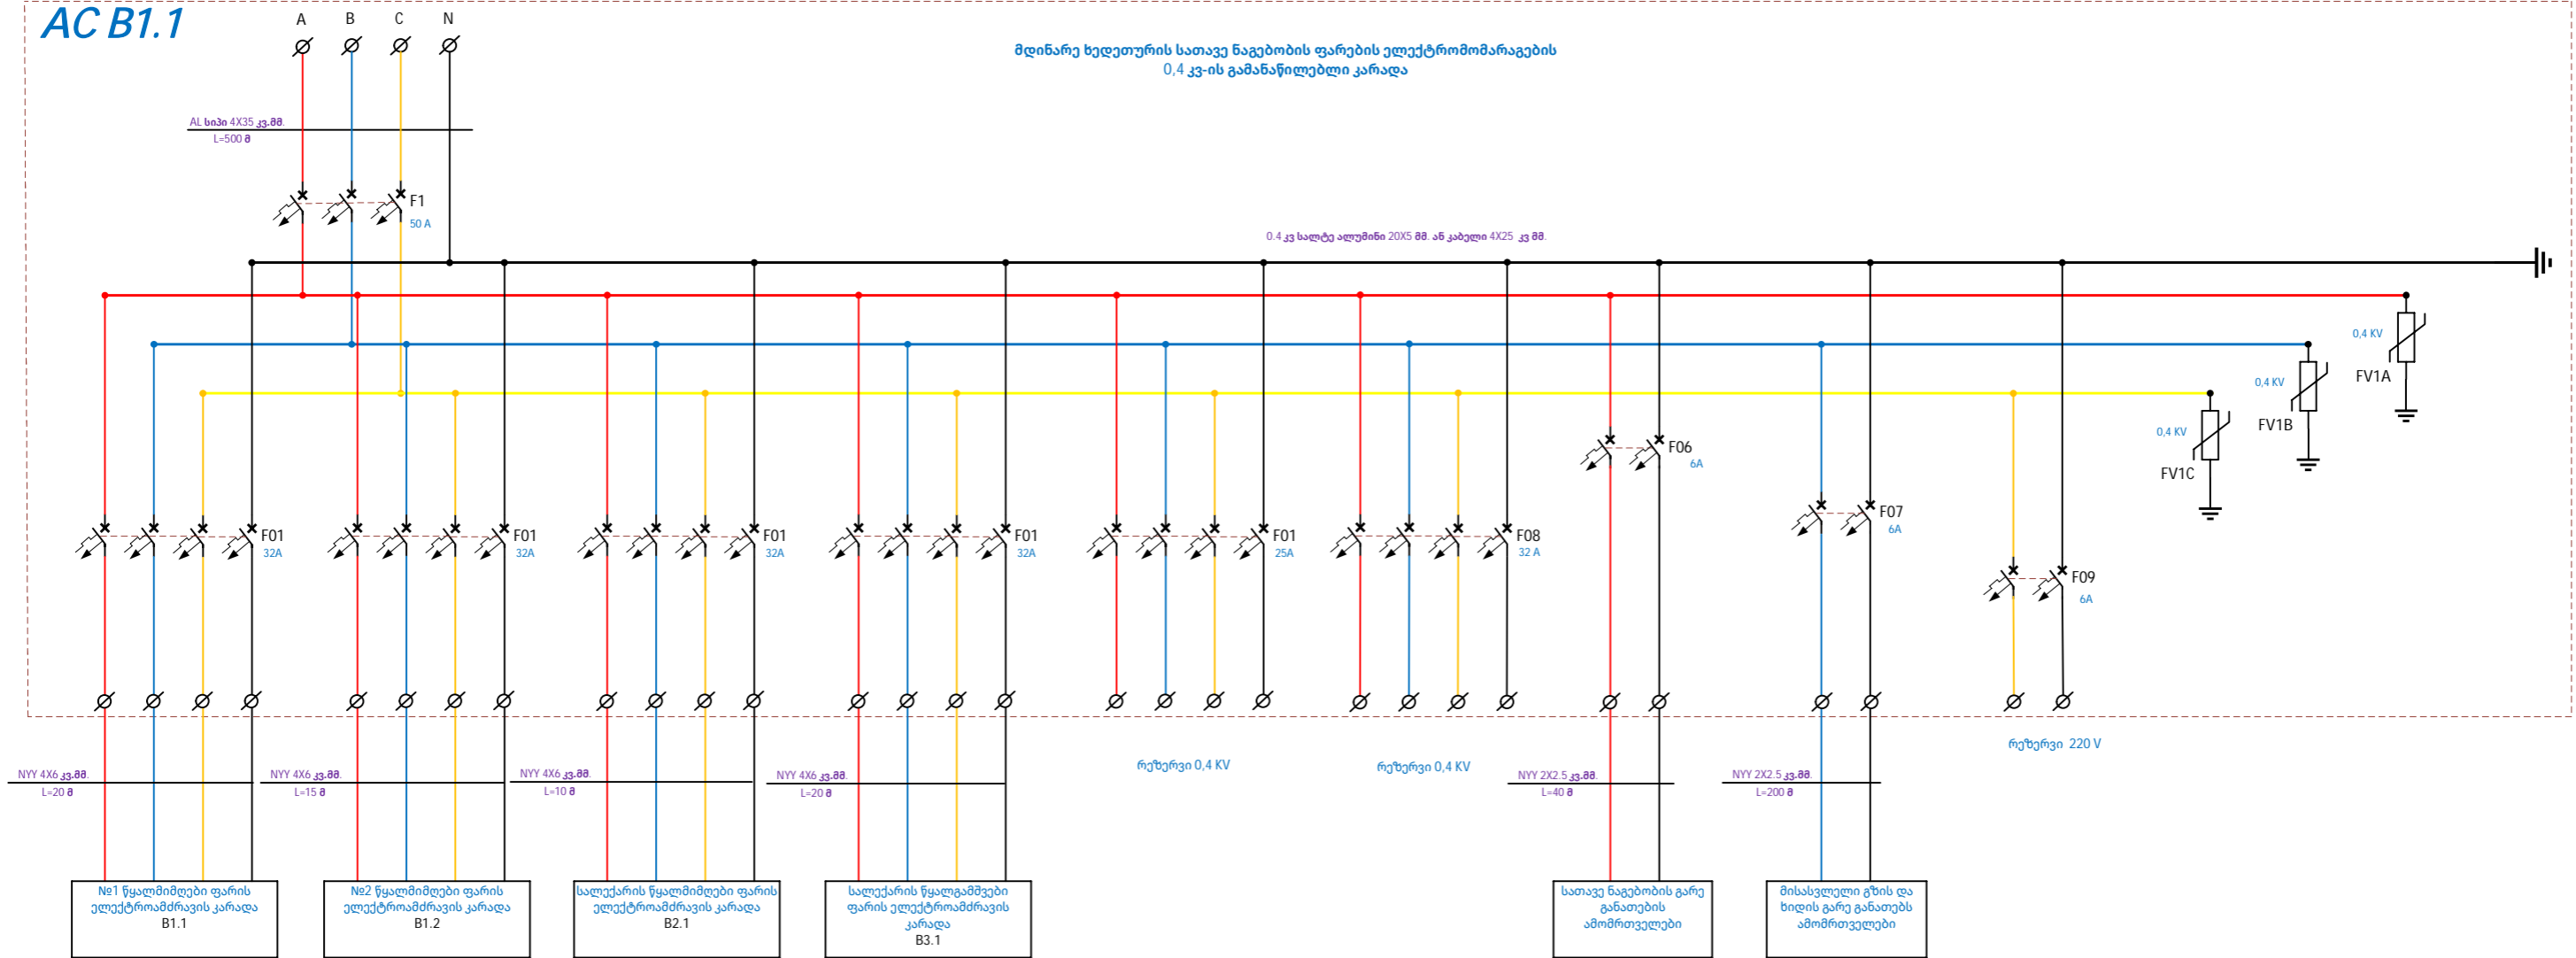 AC B1.1
A B C N
მდინარე ხედეთურის სათავე ნაგებობის ფარების ელექტრომომარაგების
0,4 კვ-ის გამანაწილებლი კარადა
AL სიპი 4X35 კვ.მმ.
L=500 მ
F1
50 A
0.4 კვ სალტე ალუმინი 20X5 მმ. ან კაბელი 4X25 კვ მმ.
0,4 KV
FV1A
0,4 KV
FV1B
0,4 KV
FV1C
F06
6A
F07
6A
F01
32A
F01
32A
F01
32A
F01
32A
F01
25A
F08
32 A
F09
6A
რეზერვი 0,4 KV
რეზერვი 0,4 KV
რეზერვი 220 V
NYY 4X6 კვ.მმ.
L=20 მ
NYY 4X6 კვ.მმ.
L=15 მ
NYY 4X6 კვ.მმ.
L=10 მ
NYY 4X6 კვ.მმ.
L=20 მ
NYY 2X2.5 კვ.მმ.
L=40 მ
NYY 2X2.5 კვ.მმ.
L=200 მ
№1 წყალმიმღები ფარის
ელექტროამძრავის კარადა
B1.1
№2 წყალმიმღები ფარის
ელექტროამძრავის კარადა
B1.2
სალექარის წყალმიმღები ფარის
ელექტროამძრავის კარადა
B2.1
სალექარის წყალგამშვები
ფარის ელექტროამძრავის
კარადა
B3.1
სათავე ნაგებობის გარე
განათების
ამომრთველები
მისასვლელი გზის და
ხიდის გარე განათებს
ამომრთველები